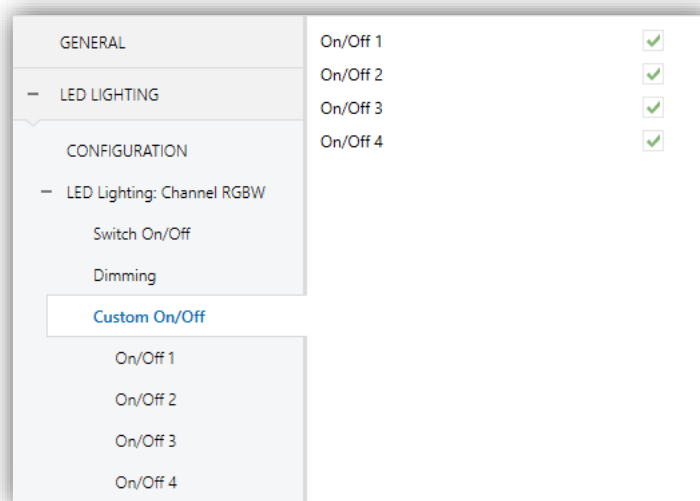 GENERAL
LED LIGHTING
CONFIGURATION
LED Lighting: Channel RGBW
Switch On/Off
Dimming
Custom On/Off
On/Off 1
On/Off 2
On/Off 3
On/Off 4
On/Off 1
On/Off 2
On/Off 3
On/Off 4